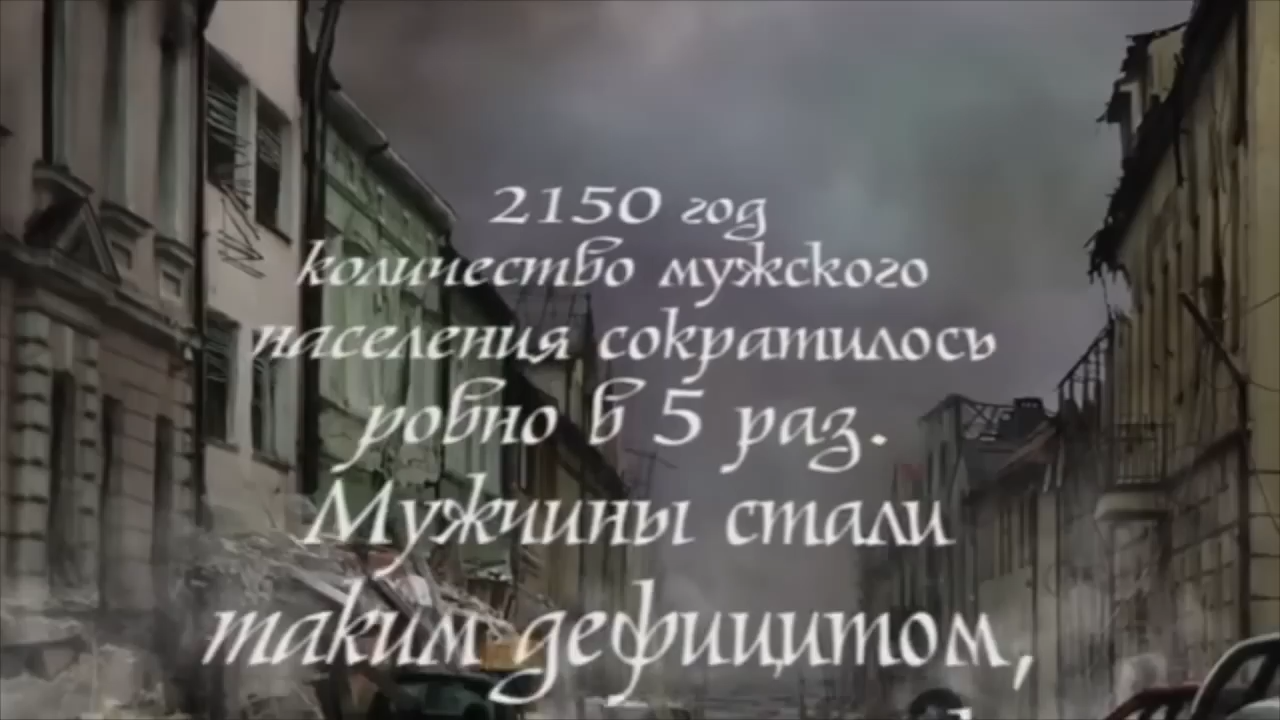 2150 год
количество мужского
населения сократилось
ровно в 5 раз.
Мужчины стали
таким дефицитом,